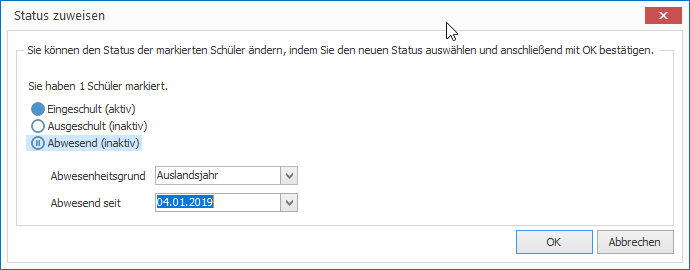 Status zuweisen
Sie können den Status der markierten Schüler ändern, indem Sie den neuen Status auswählen und anschließend mit OK bestätigen.
Sie haben 1 Schüler markiert.
Eingeschult (aktiv)
Ausgeschult (inaktiv)
Abwesend (inaktiv)
Abwesenheitsgrund Auslandsjahr
Abwesend seit 04.01.2019
OK Abbrechen